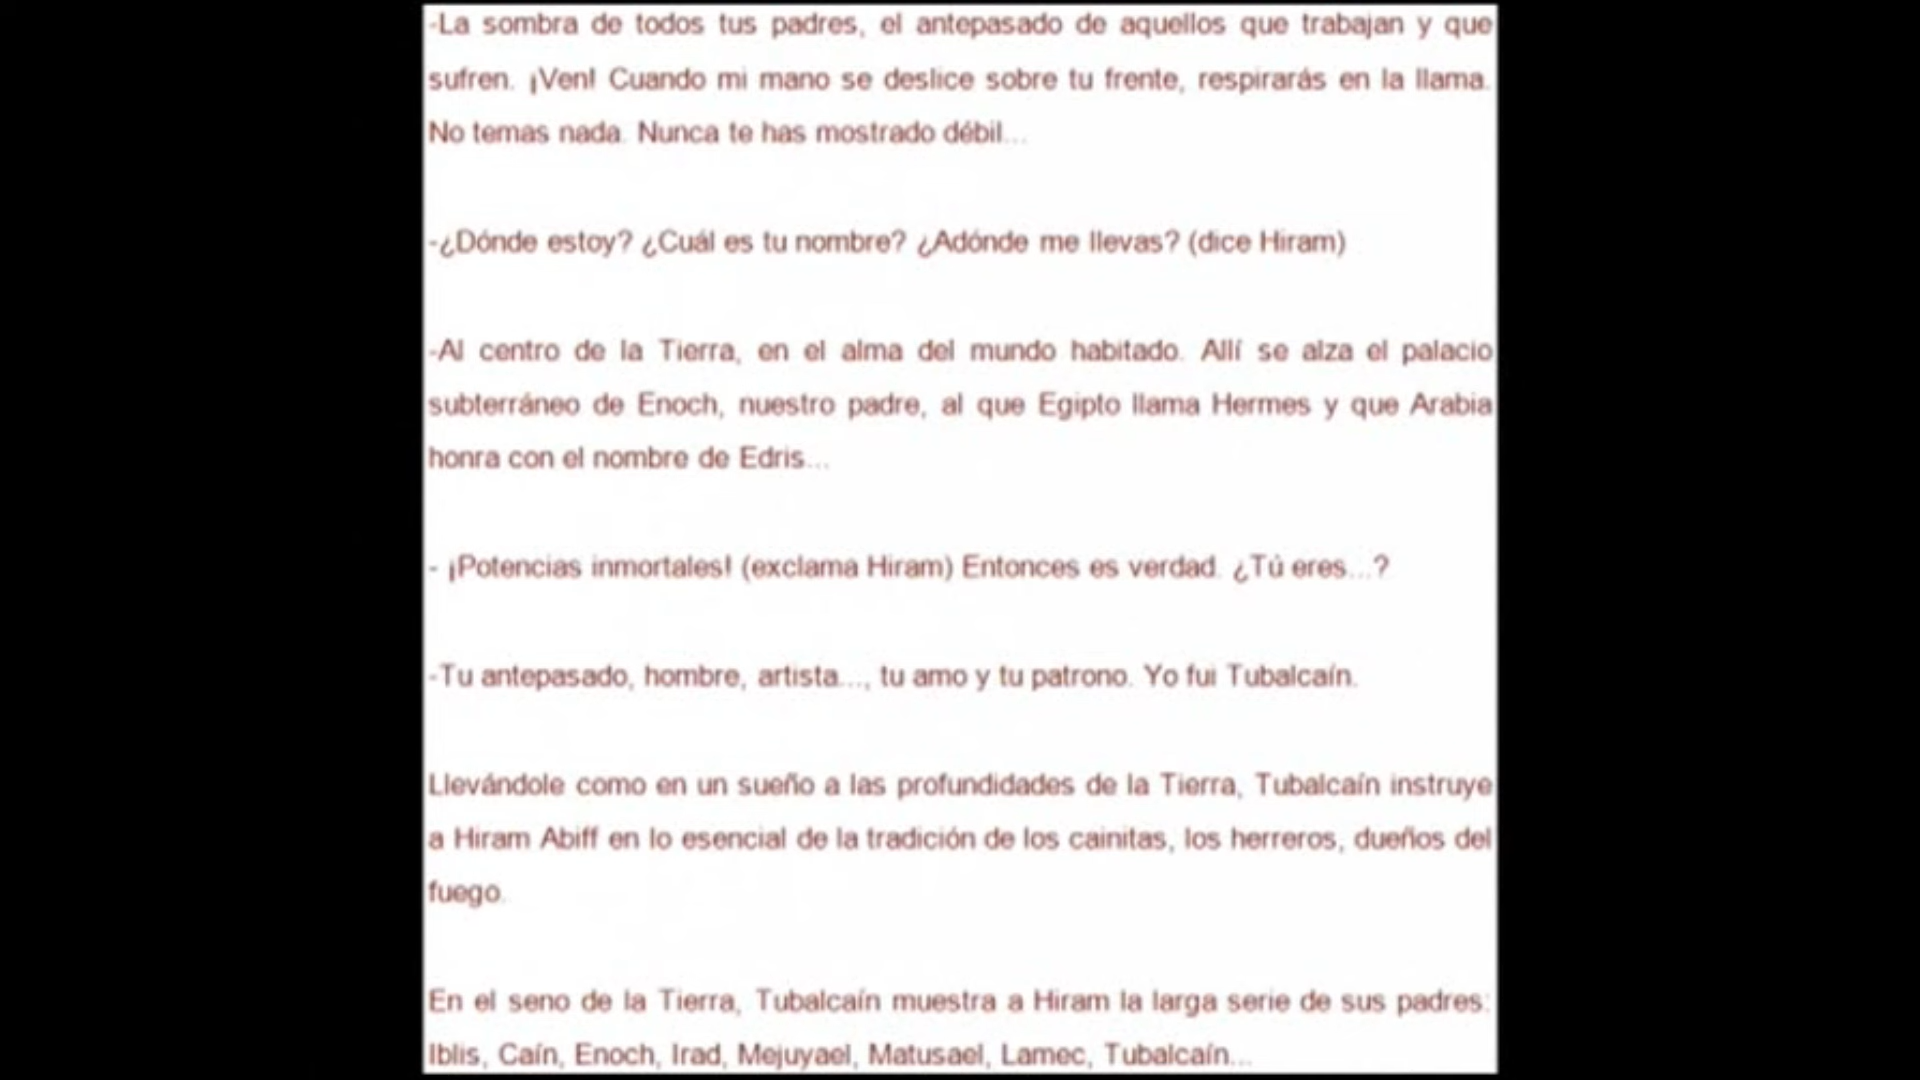 -La sombra de todos tus padres, el antepasado de aquellos que trabajan y que
sufren. ¡Ven! Cuando mi mano se deslice sobre tu frente, respirarás en la llama.
No temas nada. Nunca te has mostrado débil...
-¿Dónde estoy? ¿Cuál es tu nombre? ¿Adónde me llevas? (dice Hiram)
-Al centro de la Tierra, en el alma del mundo habitado. Allí se alza el palacio
subterráneo de Enoch, nuestro padre, al que Egipto llama Hermes y que Arabia
honra con el nombre de Edris...
- ¡Potencias inmortales! (exclama Hiram) Entonces es verdad. ¿Tú eres...?
-Tu antepasado, hombre, artista..., tu amo y tu patrono. Yo fui Tubalcaín.
Llevándole como en un sueño a las profundidades de la Tierra, Tubalcaín instruye
a Hiram Abiff en lo esencial de la tradición de los cainitas, los herreros, dueños del
fuego.
En el seno de la Tierra, Tubalcaín muestra a Hiram la larga serie de sus padres:
Iblis, Caín, Enoch, Irad, Mejuyael, Matusael, Lamec, Tubalcaín...